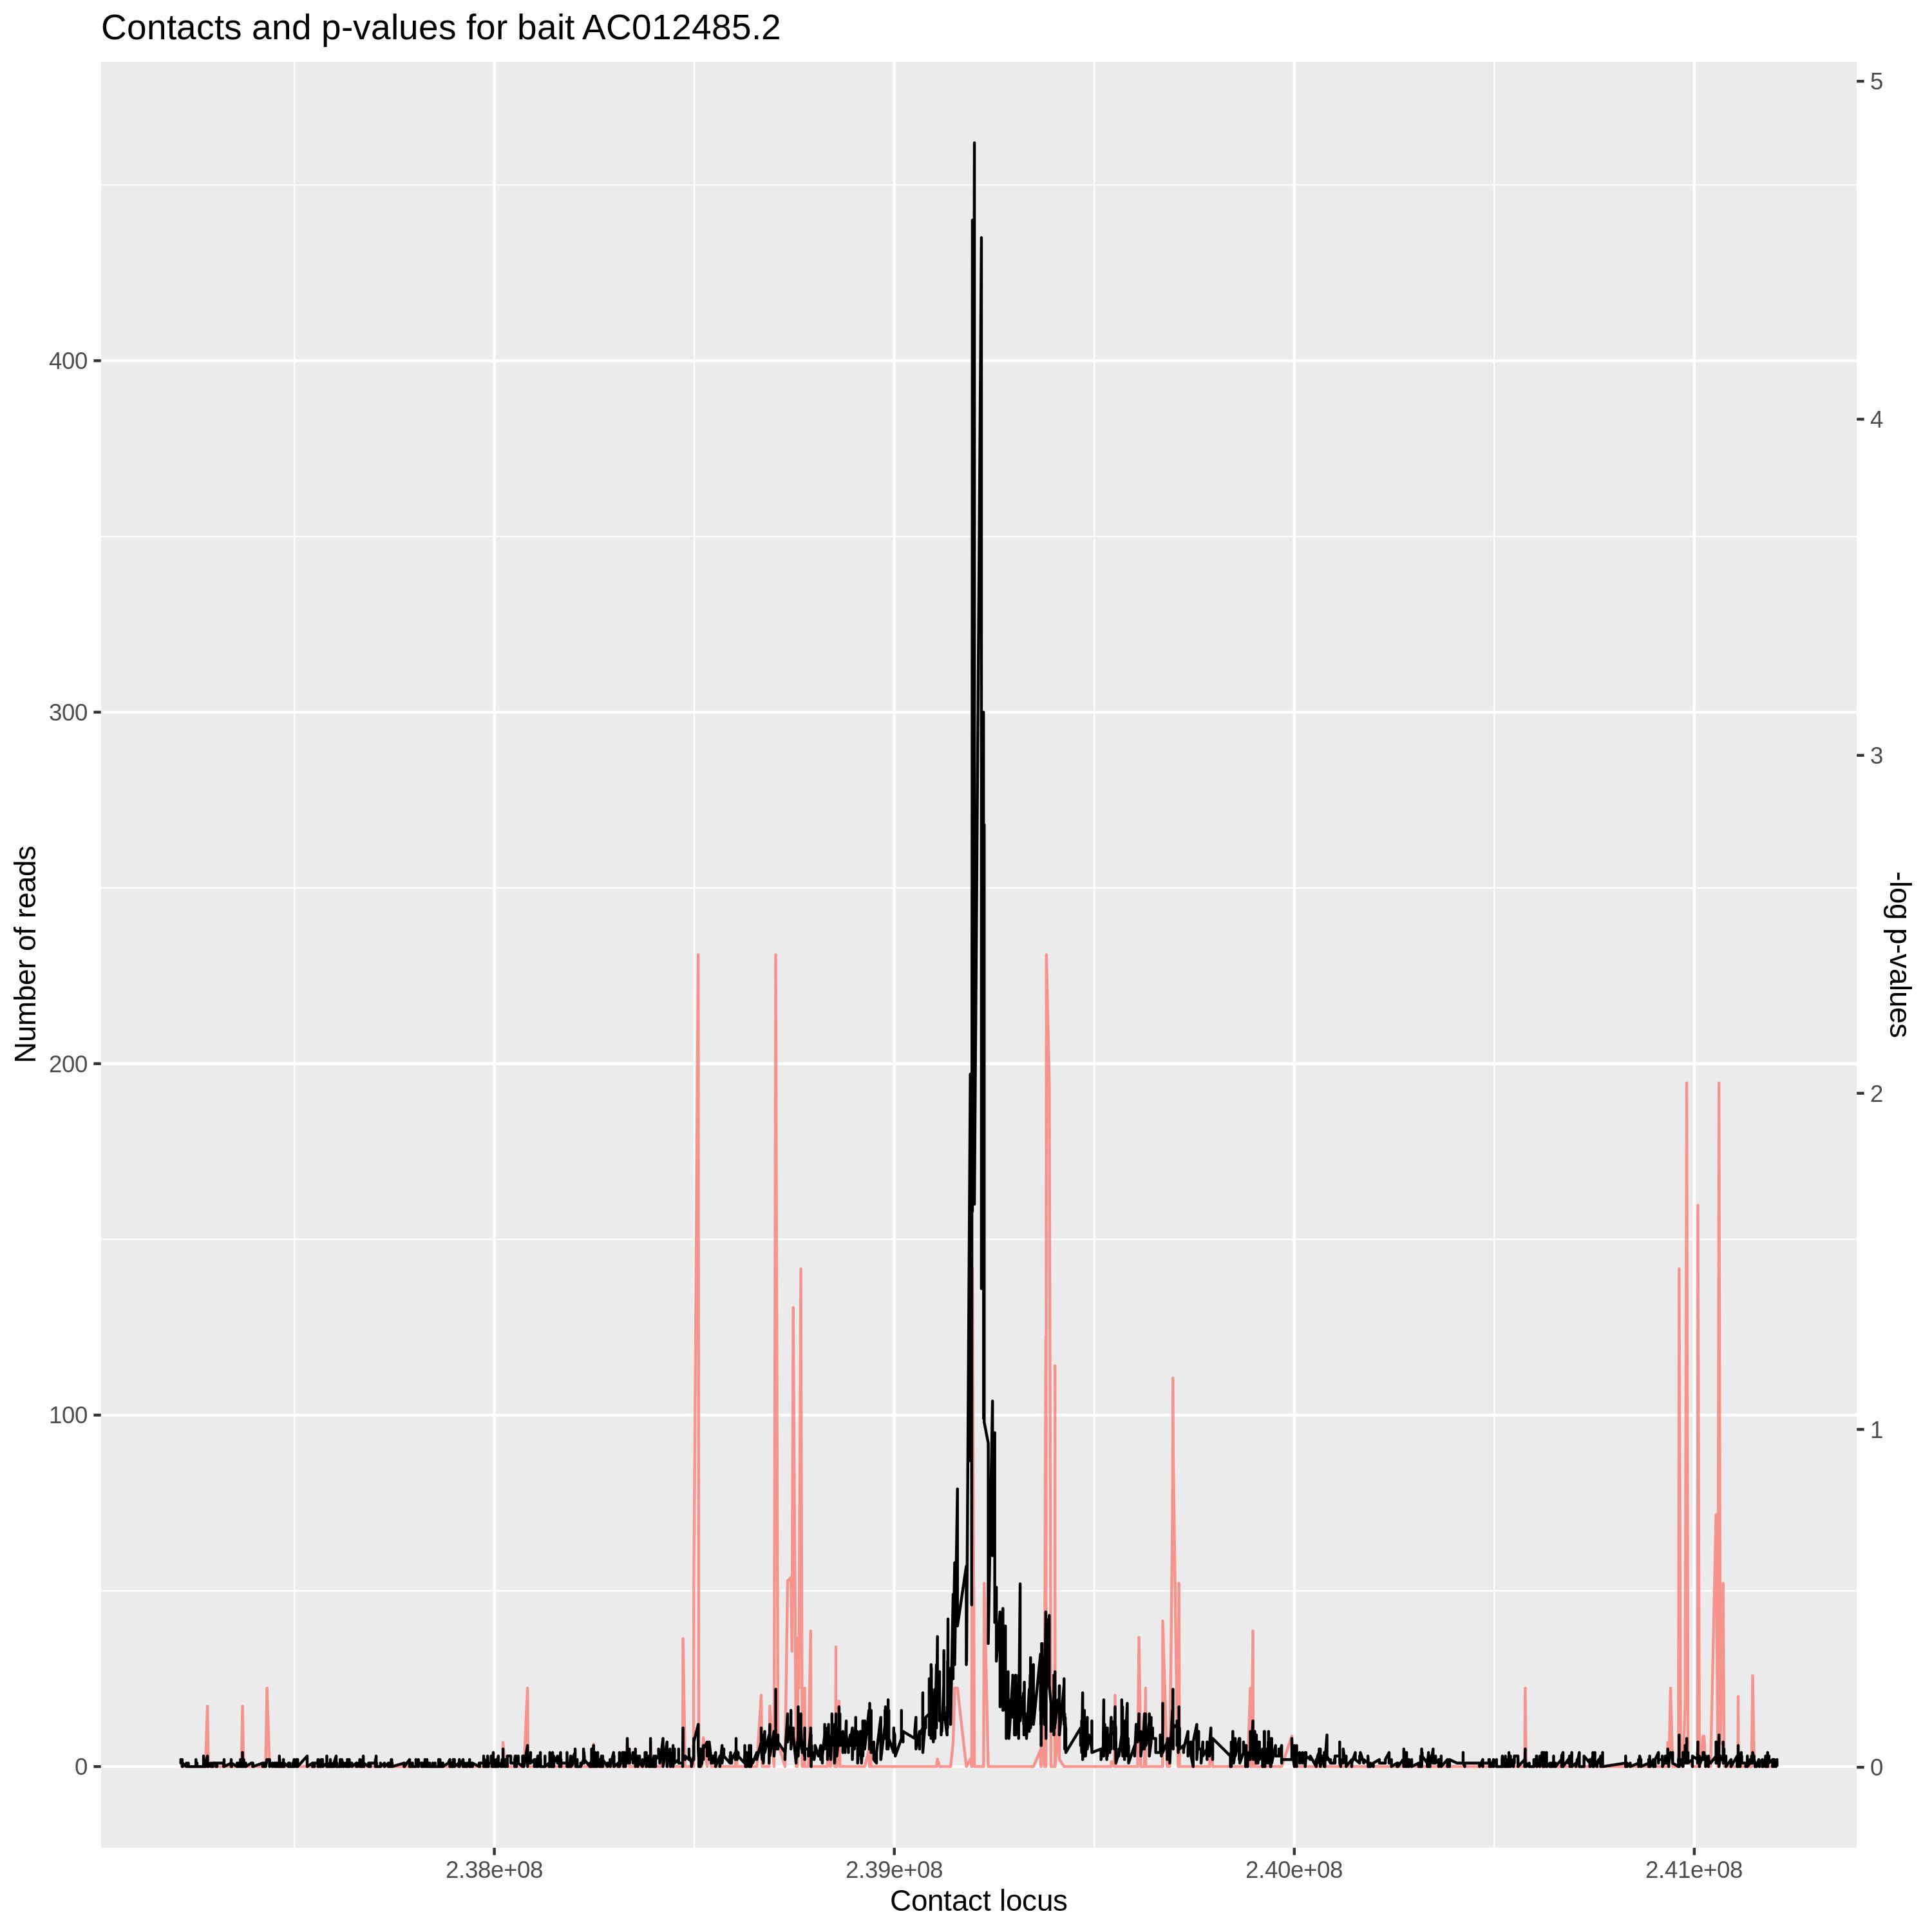 Contacts and p-values for bait AC012485.2
Number of reads
400
300
200
100
0
5
4
3
2
1
0
-log p-values
2.38e+08
2.39e+08
2.40e+08
2.41e+08
Contact locus